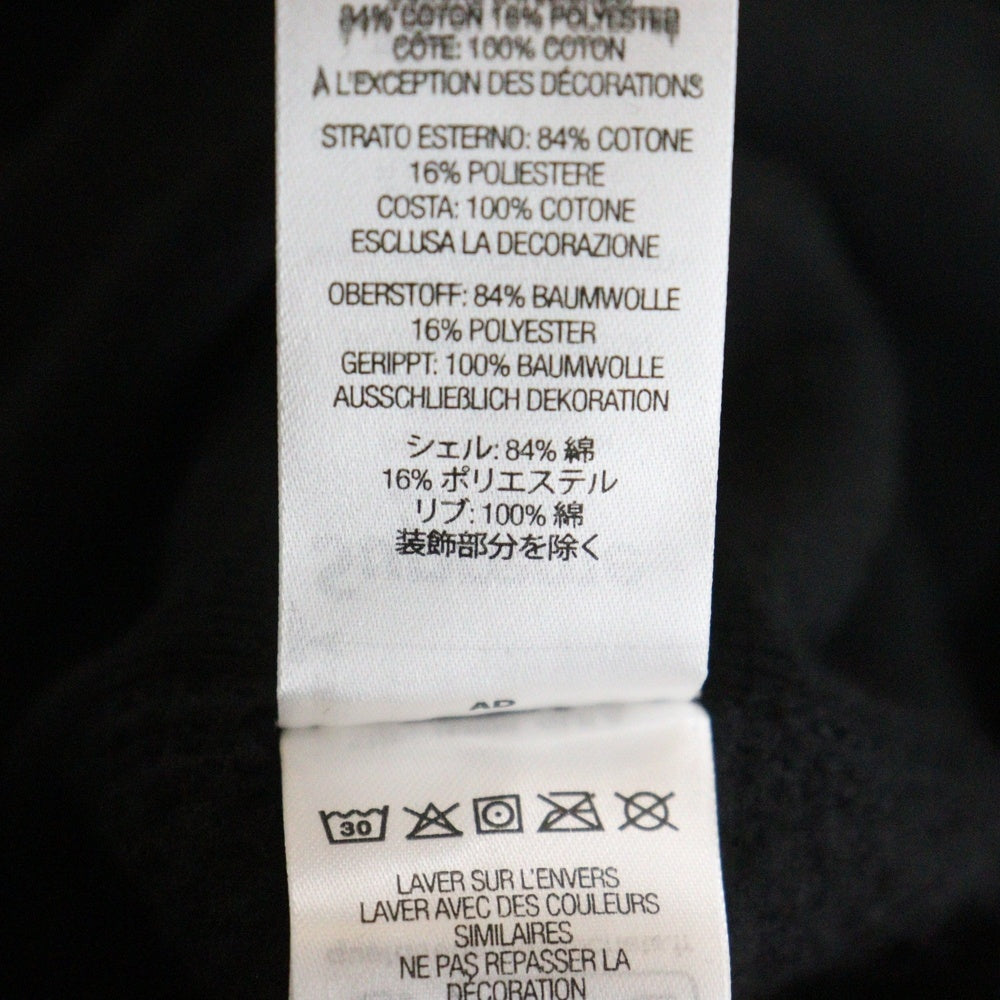 84% COTON 16% POLYESTER
CÔTE: 100% COTON
À L'EXCEPTION DES DÉCORATIONS
STRATO ESTERNO: 84% COTONE
16% POLIESTERE
COSTA: 100% COTONE
ESCLUSA LA DECORAZIONE
OBERSTOFF: 84% BAUMWOLLE
16% POLYESTER
GERIPPT: 100% BAUMWOLLE
AUSSCHLIEßLICH DEKORATION
シェル: 84% 綿
16% ポリエステル
リブ: 100% 綿
装飾部分を除く
AD
30
LAVER SUR L'ENVERS
LAVER AVEC DES COULEURS
SIMILAIRES
NE PAS REPASSER LA
DÉCORATION